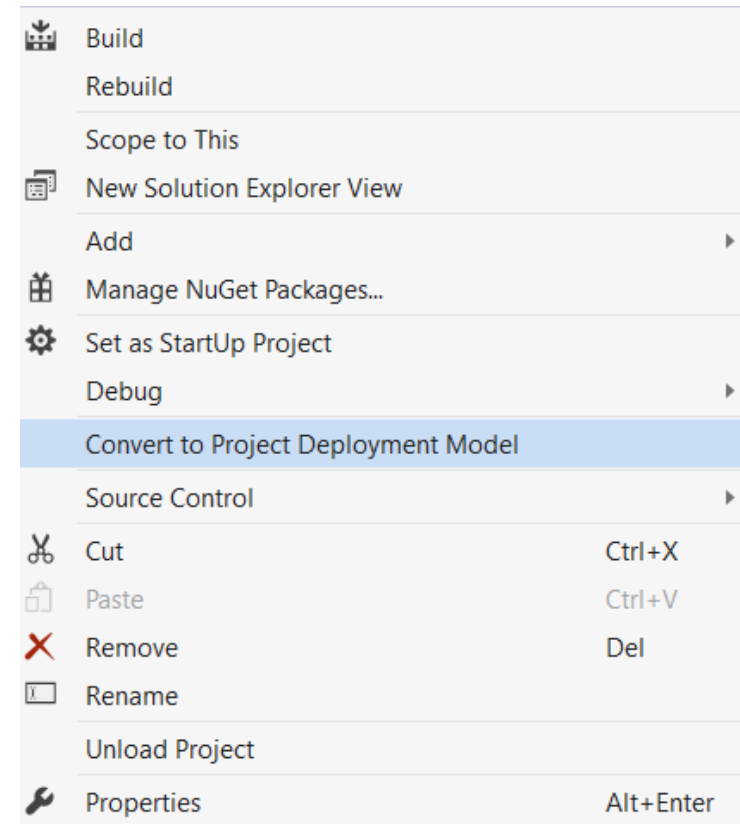 Build
Rebuild
Scope to This
New Solution Explorer View
Add
Manage NuGet Packages...
Set as StartUp Project
Debug
Convert to Project Deployment Model
Source Control
Cut Ctrl+X
Paste Ctrl+V
Remove Del
Rename
Unload Project
Properties Alt+Enter